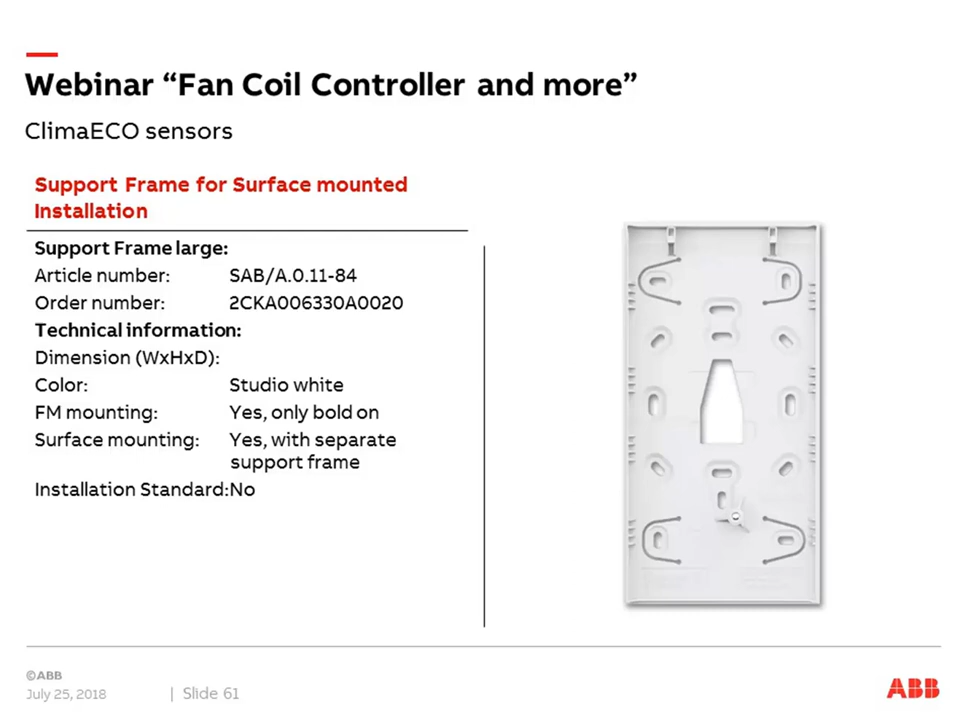 Webinar “Fan Coil Controller and more”
ClimaECO sensors
Support Frame for Surface mounted
Installation
Support Frame large:
Article number: SAB/A.0.11-84
Order number: 2CKA006330A0020
Technical information:
Dimension (WxHxD):
Color: Studio white
FM mounting: Yes, only bold on
Surface mounting: Yes, with separate
support frame
Installation Standard:No
©ABB
July 25, 2018 | Slide 61
ABB